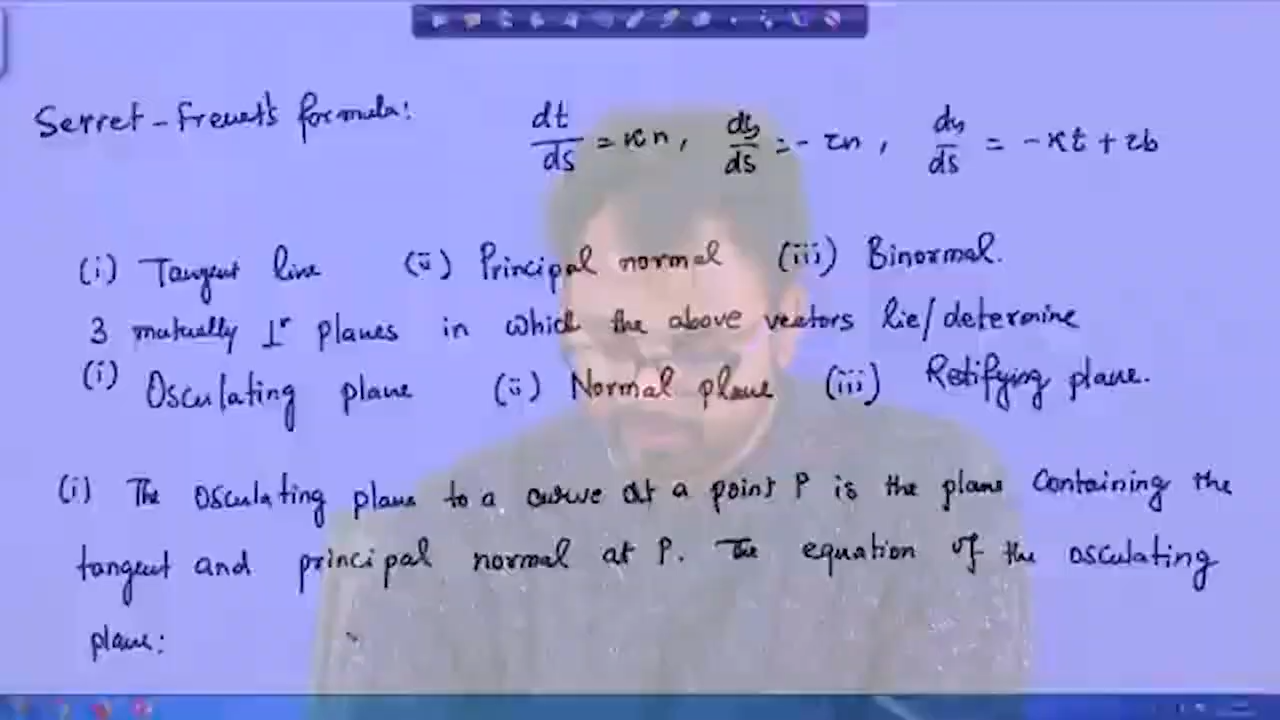 Serret-Frenet's formula: dt/ds = κn, db/ds = -τn, dn/ds = -κt + τb
(i) Tangent line (ii) Principal normal (iii) Binormal.
3 mutually ⊥r planes in which the above vectors lie/determine
(i) Osculating plane (ii) Normal plane (iii) Retifying plane.
(i) The osculating plane to a curve at a point P is the plane containing the
tangent and principal normal at P. The equation of the osculating
plane: